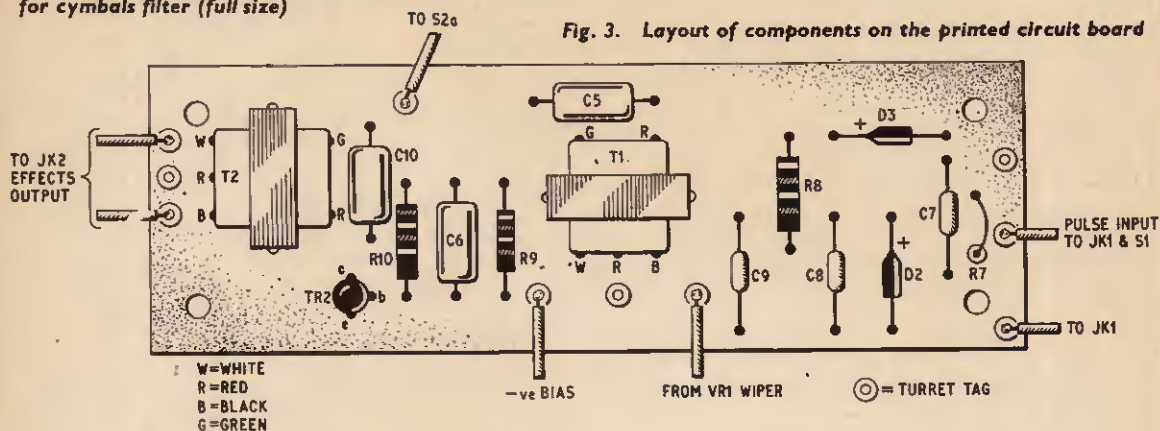 for cymbals filter (full size)
Fig. 3. Layout of components on the printed circuit board
TO S2a
TO JK2
EFFECTS
OUTPUT
W
R
B
T2
G
R
C10
R10
C6
R9
TR2
c
b
e
C5
G
R
T1
W
R
B
R8
C9
C8
+
D3
+
D2
C7
R7
PULSE INPUT
TO JK1 & S1
TO JK1
-ve BIAS
FROM VR1 WIPER
= TURRET TAG
W=WHITE
R=RED
B=BLACK
G=GREEN